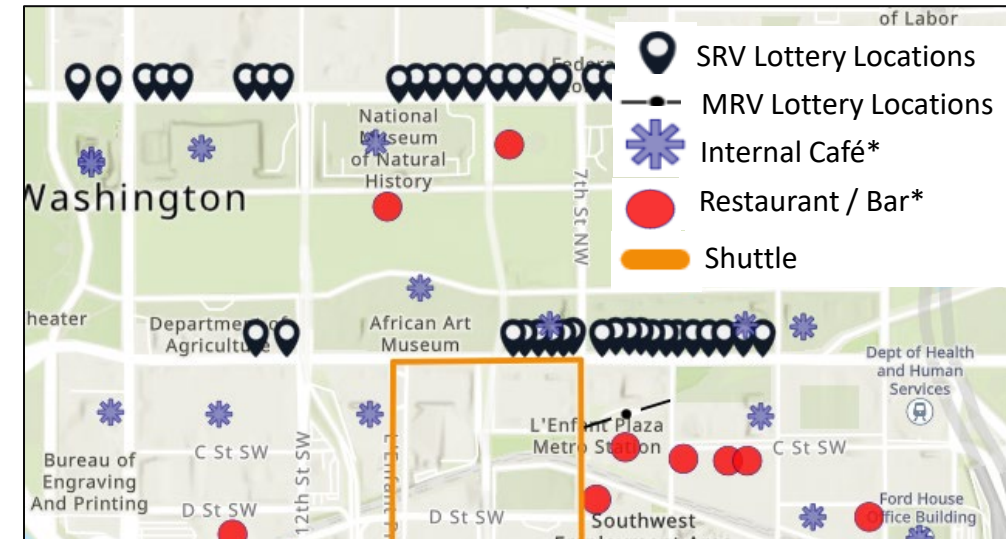 of Labor
SRV Lottery Locations
MRV Lottery Locations
Internal Café*
Restaurant / Bar*
Shuttle
National
Museum
of Natural
History
Washington
7th St NW
heater
Department of
Agriculture
African Art
Museum
Dept of Health
and Human
Services
L'Enfant Plaza
Metro Station
C St SW
C St SW
Bureau of
Engraving
And Printing
12th St SW
D St SW
D St SW
Southwest
Ford House
Office Building